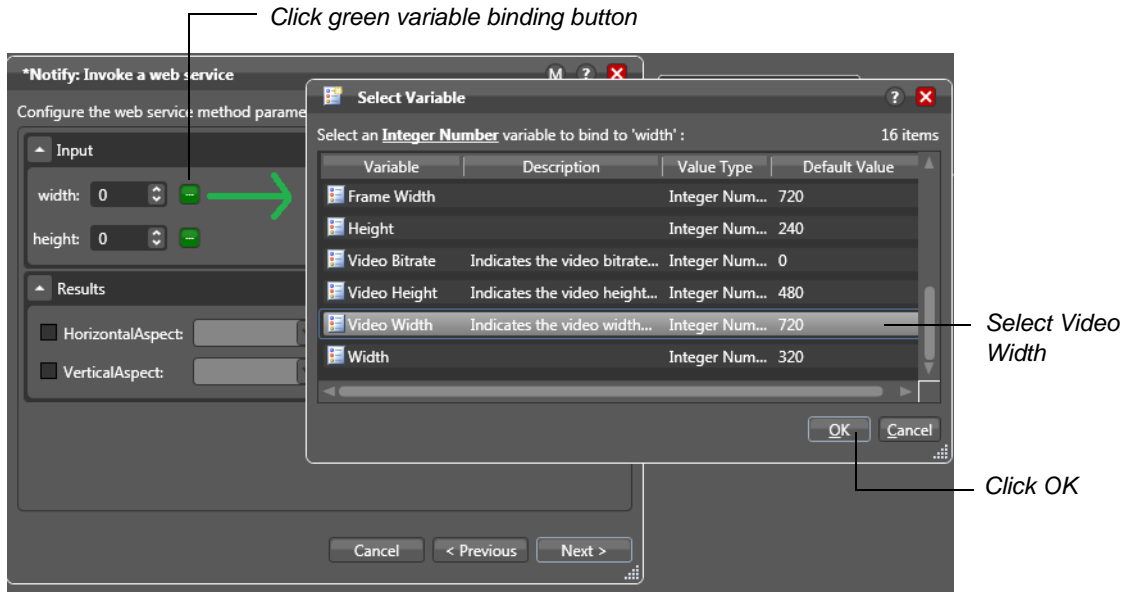 Click green variable binding button
*Notify: Invoke a web service
M ?
Configure the web service method parame
Input
width: 0
height: 0
Results
HorizontalAspect:
VerticalAspect:
Cancel < Previous Next >
Select Variable ?
Select an Integer Number variable to bind to 'width' : 16 items
Variable Description Value Type Default Value
Frame Width Integer Num... 720
Height Integer Num... 240
Video Bitrate Indicates the video bitrate... Integer Num... 0
Video Height Indicates the video height... Integer Num... 480
Video Width Indicates the video width... Integer Num... 720
Width Integer Num... 320
OK Cancel
Select Video
Width
Click OK